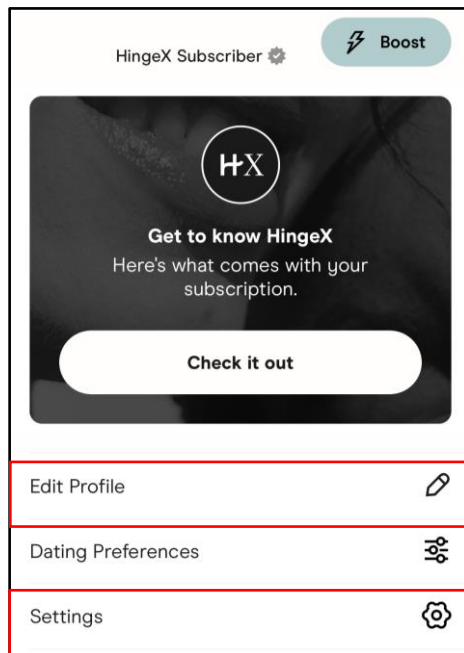 HingeX Subscriber
Boost
HX
Get to know HingeX
Here's what comes with your
subscription.
Check it out
Edit Profile
Dating Preferences
Settings